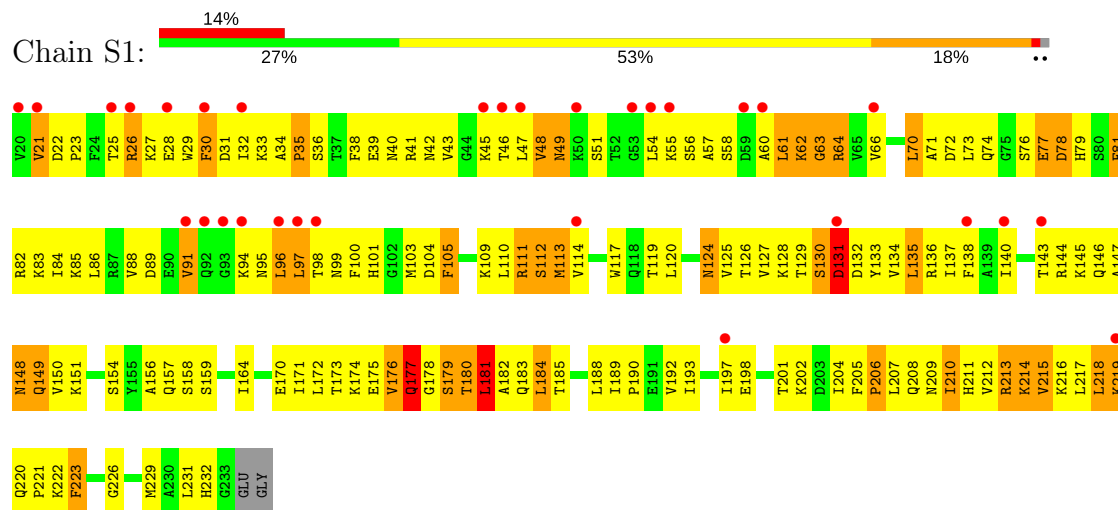 14%
Chain S1:
27% 53% 18% ••
V20 V21 D22 P23 F24 T25 R26 K27 E28 W29 F30 D31 I32 K33 A34 P35 S36 T37 F38 E39 N40 R41 N42 V43 G44 K45 T46 L47 V48 N49 K50 S51 T52 G53 L54 K55 S56 A57 S58 D59 A60 L61 K62 G63 R64 V65 V66 L70 A71 D72 L73 Q74 G75 S76 E77 D78 H79 S80
R82 K83 I84 K85 L86 R87 V88 D89 E90 V91 Q92 G93 K94 N95 L96 L97 T98 N99 F100 H101 G102 M103 D104 F105 K109 L110 R111 S112 M113 V114 W117 Q118 T119 L120 N124 V125 T126 V127 K128 T129 S130 D131 D132 Y133 V134 L135 R136 I137 F138 A139 I140 T143 R144 K145 Q146 A147
N148 Q149 V150 K151 S154 Y155 A156 Q157 S158 S159 I164 E170 I171 L172 T173 K174 E175 V176 Q177 G178 S179 T180 L181 A182 Q183 L184 T185 L188 I189 P190 E191 V192 I193 I197 E198 T201 K202 D203 I204 F205 P206 L207 Q208 N209 I210 H211 V212 R213 K214 V215 K216 L217 L218 K219
Q220 P221 K222 F223 G226 M229 A230 L231 H232 G233 GLU GLY